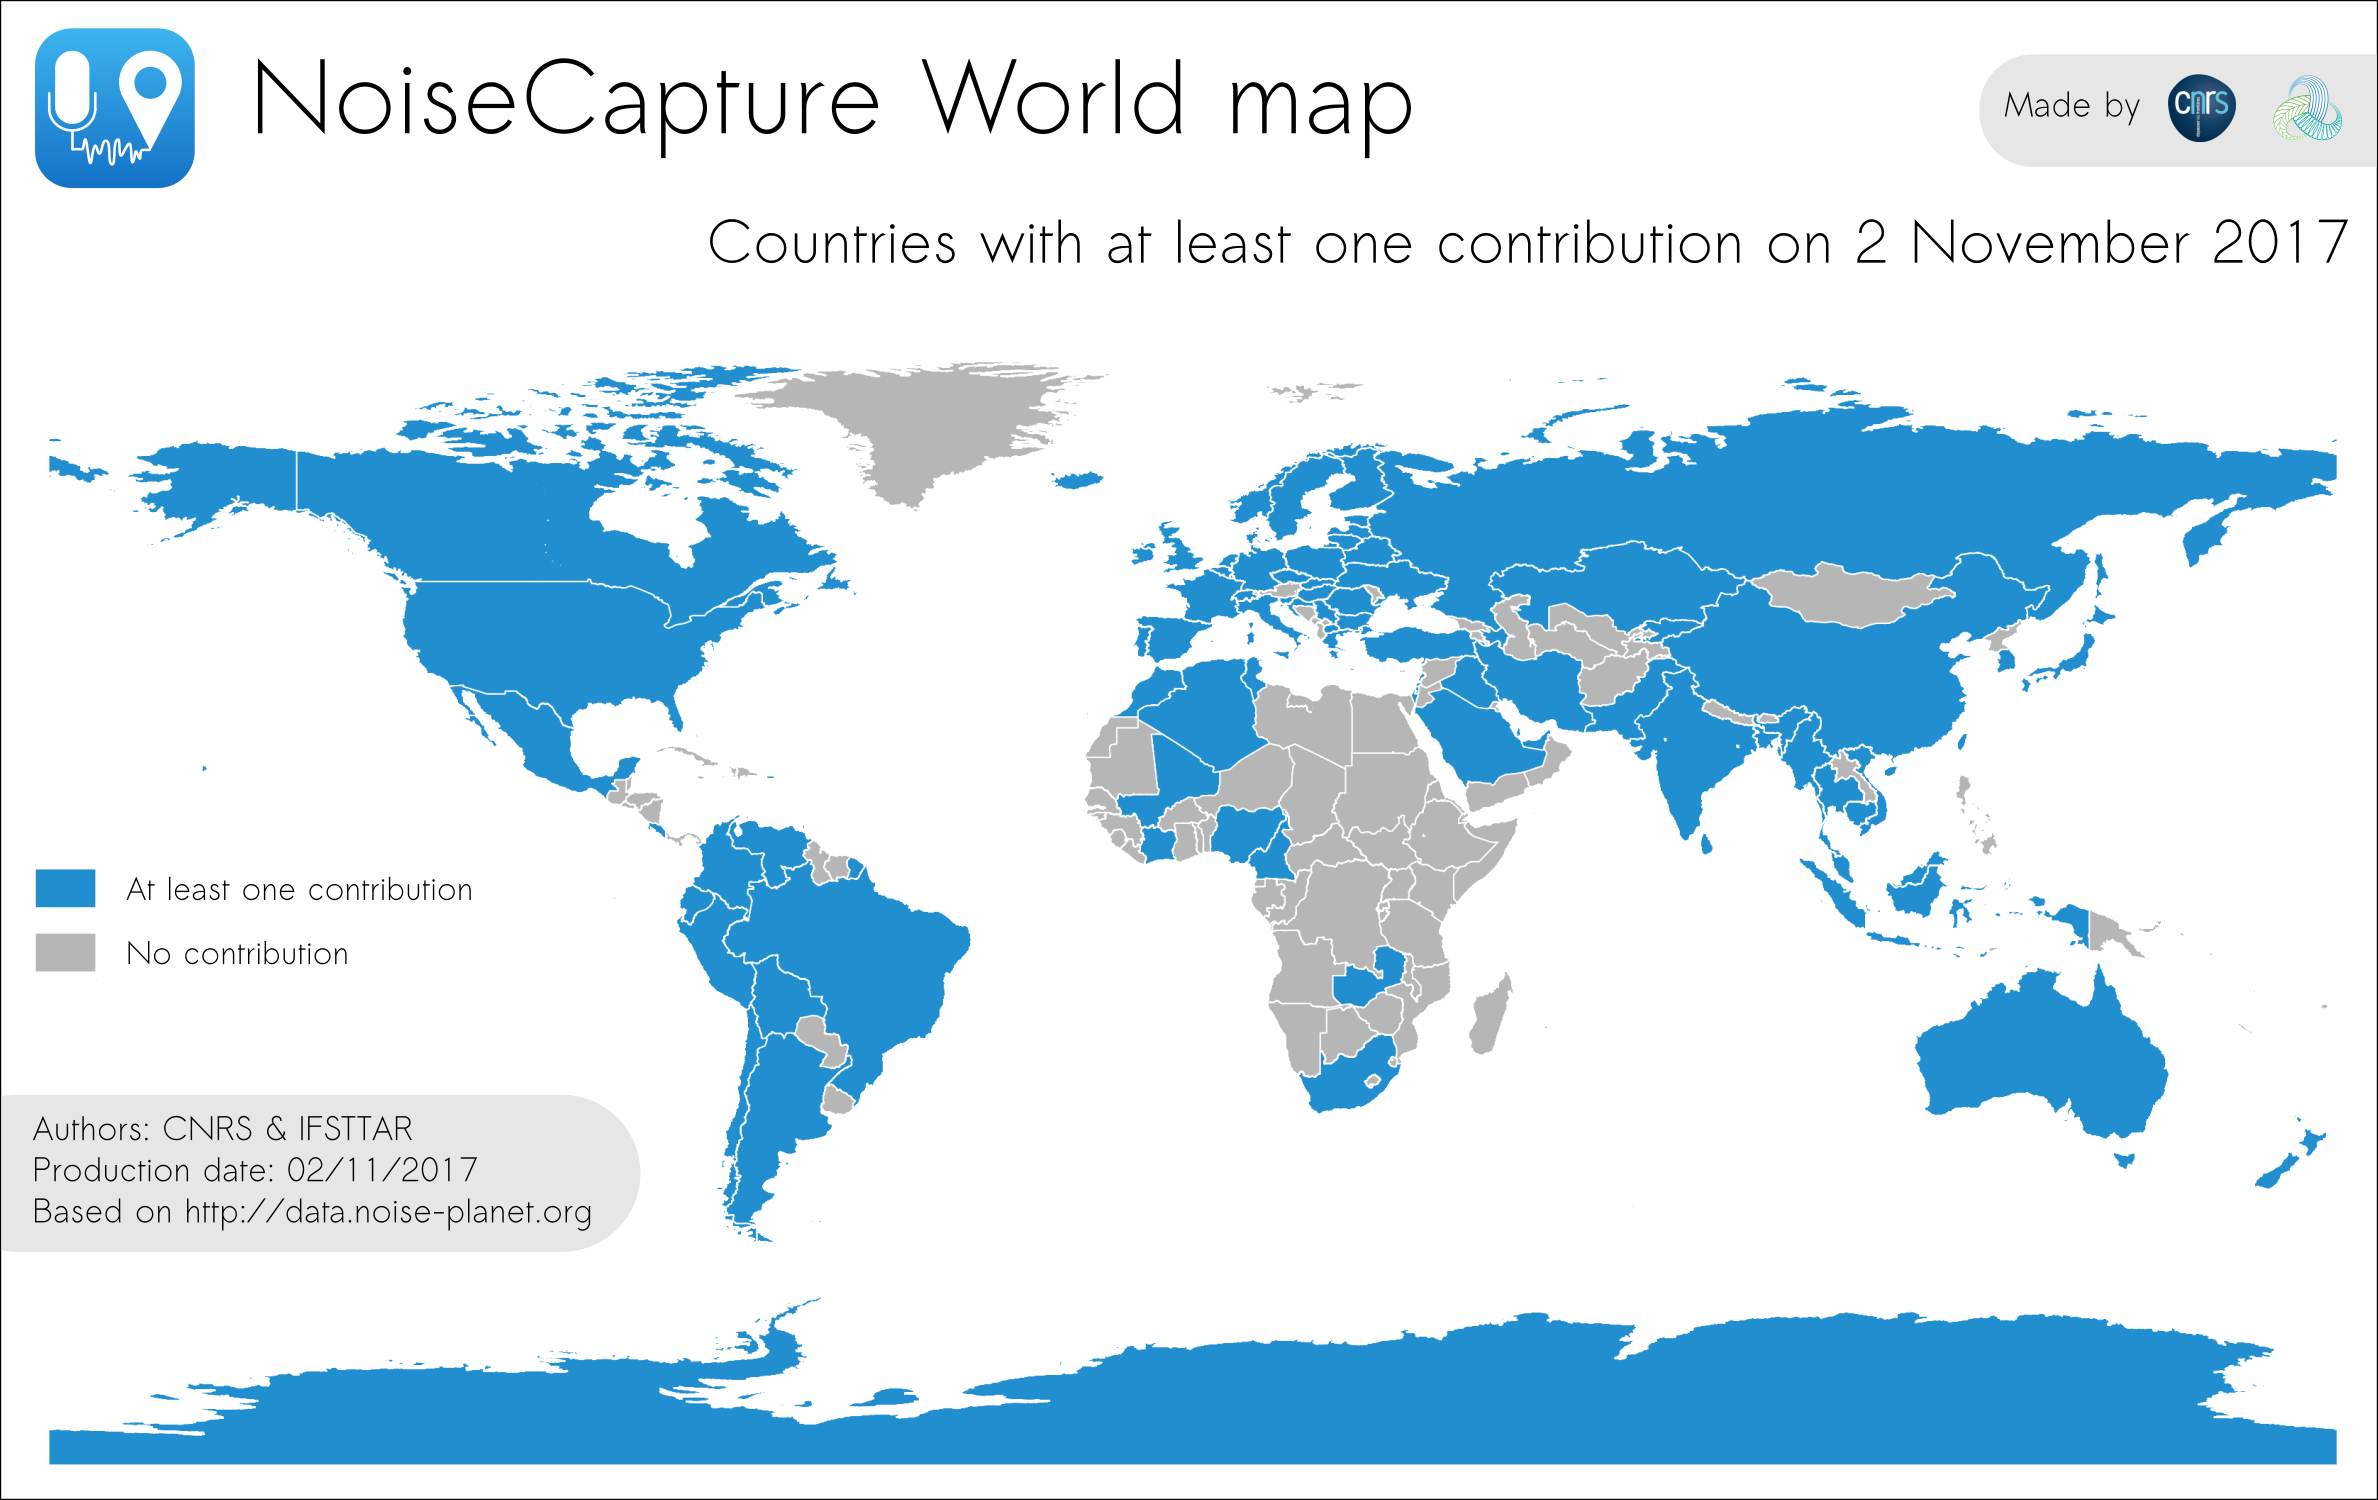 NoiseCapture World map
Made by
cnrs
Countries with at least one contribution on 2 November 2017
At least one contribution
No contribution
Authors: CNRS & IFSTTAR
Production date: 02/11/2017
Based on http://data.noise-planet.org